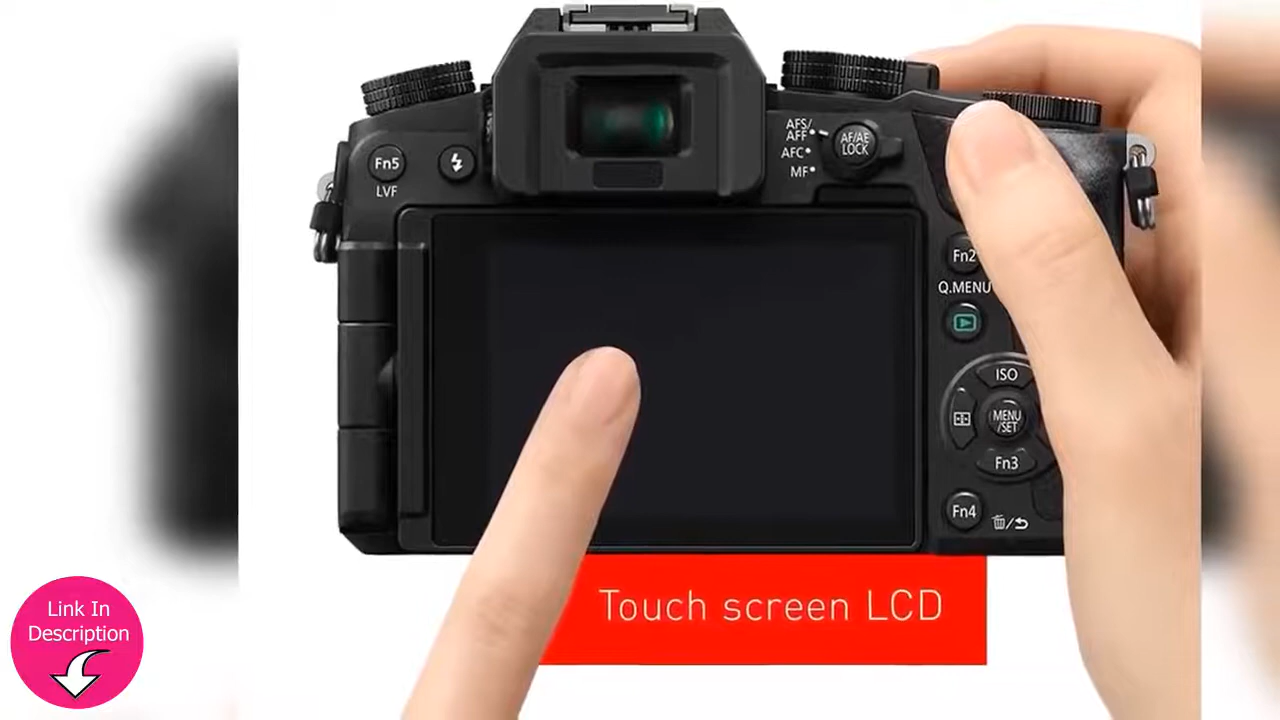 AFS/
AFF
AFC
MF
AF/AE
LOCK
Fn5
LVF
Fn2
Q.MENU
ISO
MENU
/SET
Fn3
Fn4
Touch screen LCD
Link In
Description